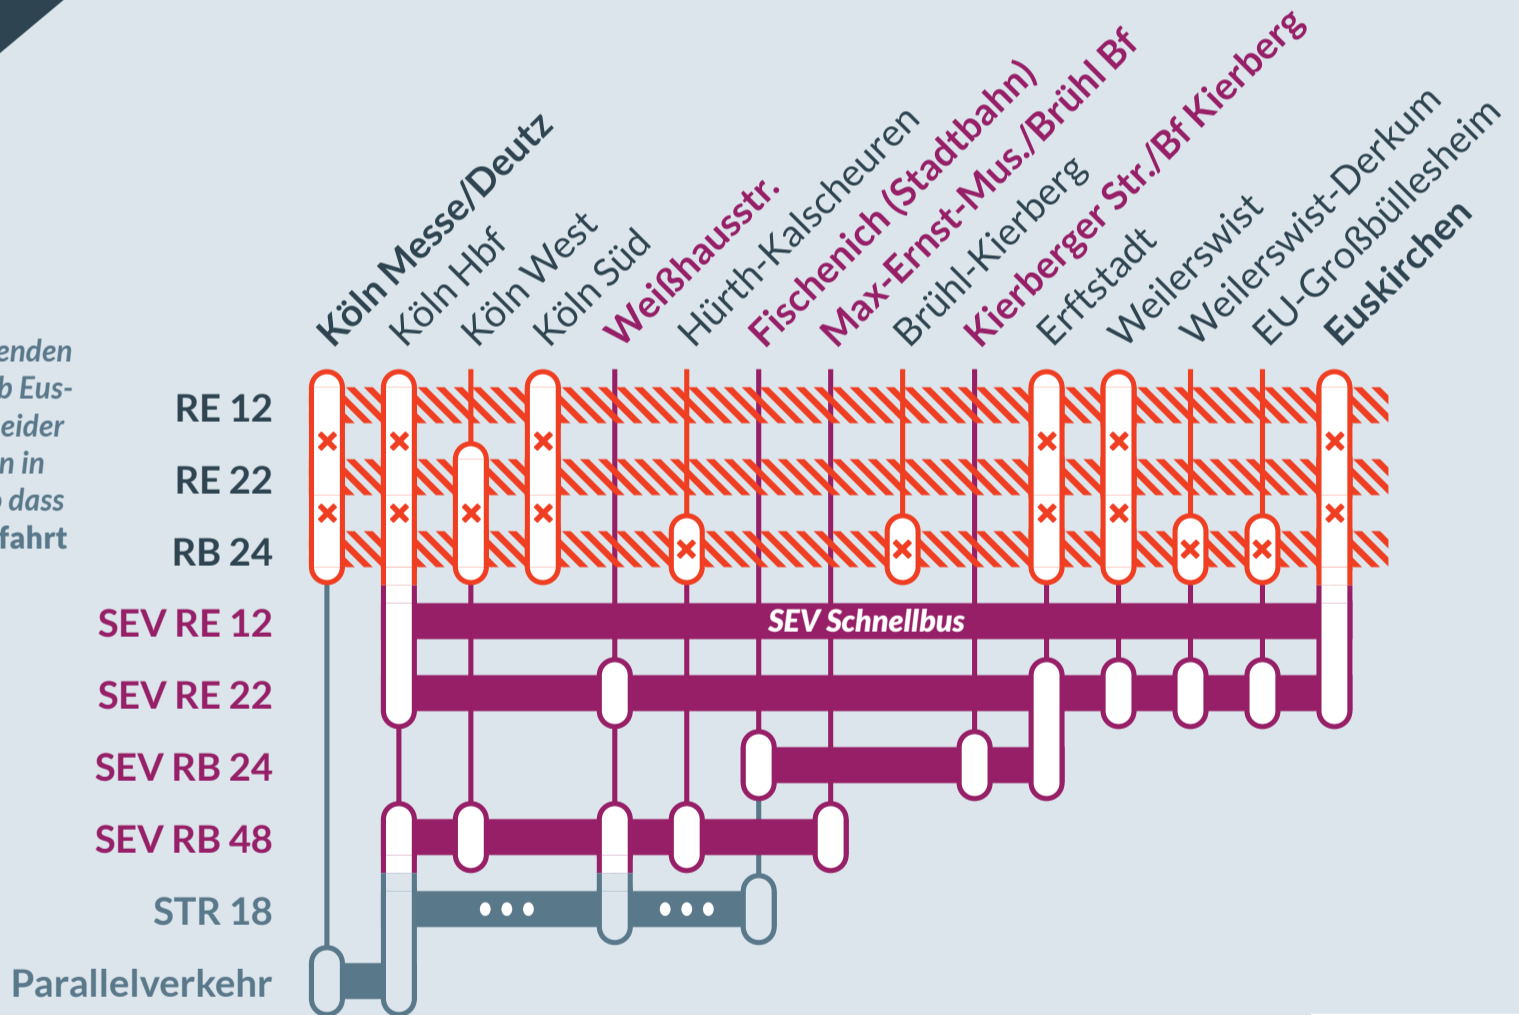 Köln Messe/Deutz
Köln Hbf
Köln West
Köln Süd
Weißhausstr.
Hürth-Kalscheuren
Fischenich (Stadtbahn)
Max-Ernst-Mus./Brühl Bf
Brühl-Kierberg
Kierberger Str./Bf Kierberg
Erftstadt
Weilerswist
Weilerswist-Derkum
EU-Großbüllesheim
Euskirchen
enden
b Eus-
eider
n in
dass
fahrt
RE 12
RE 22
RB 24
SEV RE 12
SEV Schnellbus
SEV RE 22
SEV RB 24
SEV RB 48
STR 18
Parallelverkehr